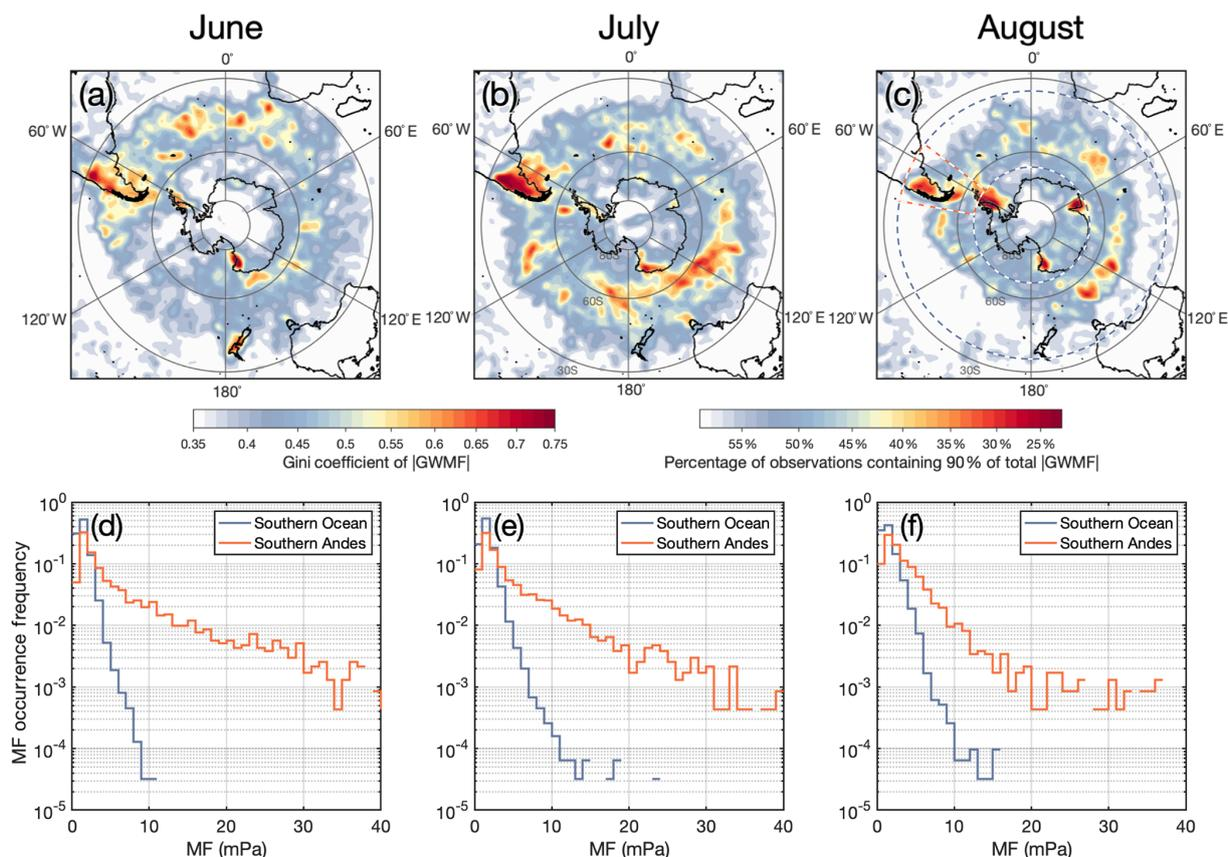 June July August
0° 0° 0°
(a) (b) (c)
60° W 60° E 60° W 60° E 60° W 60° E
80S 80S
60S 60S
120° W 120° E 120° W 120° E 120° W 120° E
30S 30S
180° 180° 180°
0.35 0.4 0.45 0.5 0.55 0.6 0.65 0.7 0.75
Gini coefficient of |GWMF|
55% 50% 45% 40% 35% 30% 25%
Percentage of observations containing 90% of total |GWMF|
MF occurrence frequency
10⁰ 10⁰ 10⁰
(d) (e) (f)
Southern Ocean Southern Ocean Southern Ocean
Southern Andes Southern Andes Southern Andes
10⁻¹ 10⁻¹ 10⁻¹
10⁻² 10⁻² 10⁻²
10⁻³ 10⁻³ 10⁻³
10⁻⁴ 10⁻⁴ 10⁻⁴
10⁻⁵ 10⁻⁵ 10⁻⁵
0 10 20 30 40 0 10 20 30 40 0 10 20 30 40
MF (mPa) MF (mPa) MF (mPa)